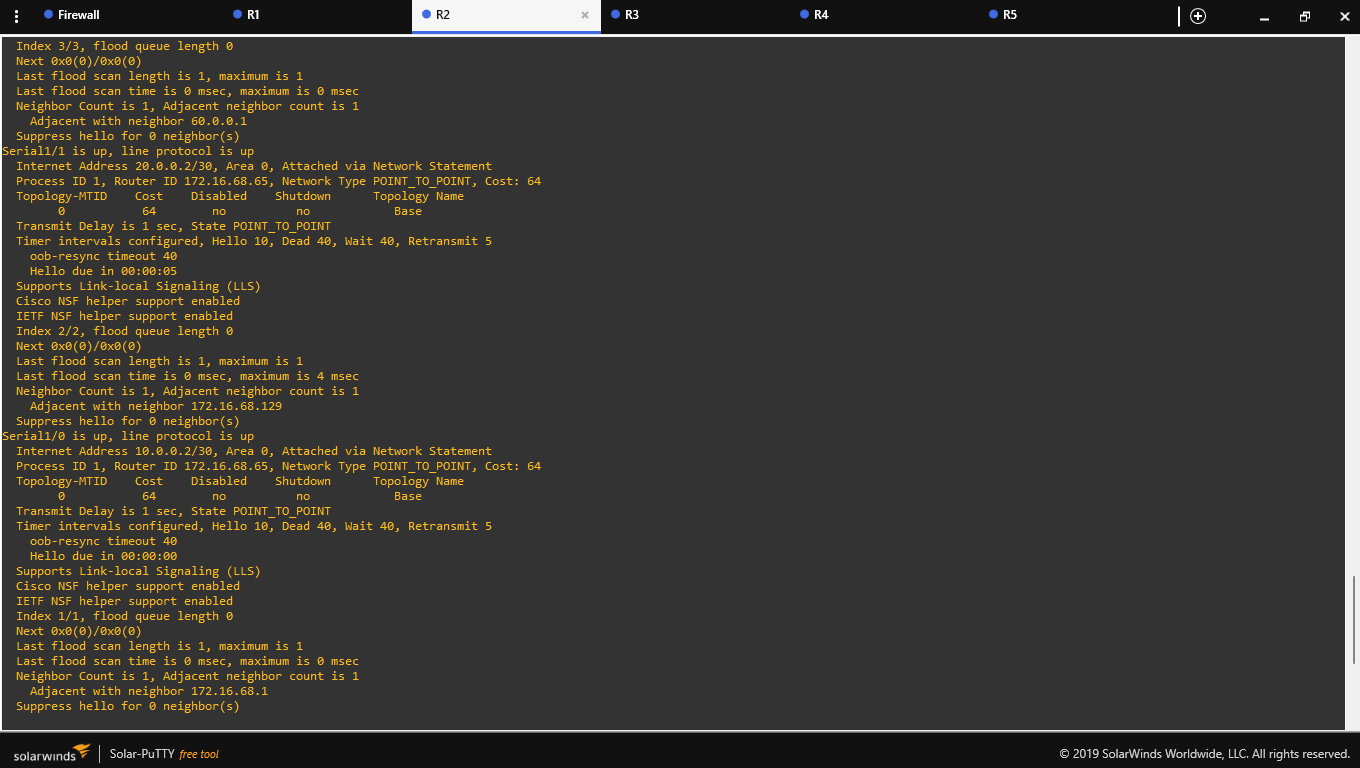 Firewall R1 R2 R3 R4 R5
Index 3/3, flood queue length 0
Next 0x0(0)/0x0(0)
Last flood scan length is 1, maximum is 1
Last flood scan time is 0 msec, maximum is 0 msec
Neighbor Count is 1, Adjacent neighbor count is 1
Adjacent with neighbor 60.0.0.1
Suppress hello for 0 neighbor(s)
Serial1/1 is up, line protocol is up
Internet Address 20.0.0.2/30, Area 0, Attached via Network Statement
Process ID 1, Router ID 172.16.68.65, Network Type POINT_TO_POINT, Cost: 64
Topology-MTID Cost Disabled Shutdown Topology Name
0 64 no no Base
Transmit Delay is 1 sec, State POINT_TO_POINT
Timer intervals configured, Hello 10, Dead 40, Wait 40, Retransmit 5
oob-resync timeout 40
Hello due in 00:00:05
Supports Link-local Signaling (LLS)
Cisco NSF helper support enabled
IETF NSF helper support enabled
Index 2/2, flood queue length 0
Next 0x0(0)/0x0(0)
Last flood scan length is 1, maximum is 1
Last flood scan time is 0 msec, maximum is 4 msec
Neighbor Count is 1, Adjacent neighbor count is 1
Adjacent with neighbor 172.16.68.129
Suppress hello for 0 neighbor(s)
Serial1/0 is up, line protocol is up
Internet Address 10.0.0.2/30, Area 0, Attached via Network Statement
Process ID 1, Router ID 172.16.68.65, Network Type POINT_TO_POINT, Cost: 64
Topology-MTID Cost Disabled Shutdown Topology Name
0 64 no no Base
Transmit Delay is 1 sec, State POINT_TO_POINT
Timer intervals configured, Hello 10, Dead 40, Wait 40, Retransmit 5
oob-resync timeout 40
Hello due in 00:00:00
Supports Link-local Signaling (LLS)
Cisco NSF helper support enabled
IETF NSF helper support enabled
Index 1/1, flood queue length 0
Next 0x0(0)/0x0(0)
Last flood scan length is 1, maximum is 1
Last flood scan time is 0 msec, maximum is 0 msec
Neighbor Count is 1, Adjacent neighbor count is 1
Adjacent with neighbor 172.16.68.1
Suppress hello for 0 neighbor(s)
solarwinds Solar-PuTTY free tool © 2019 SolarWinds Worldwide, LLC. All rights reserved.